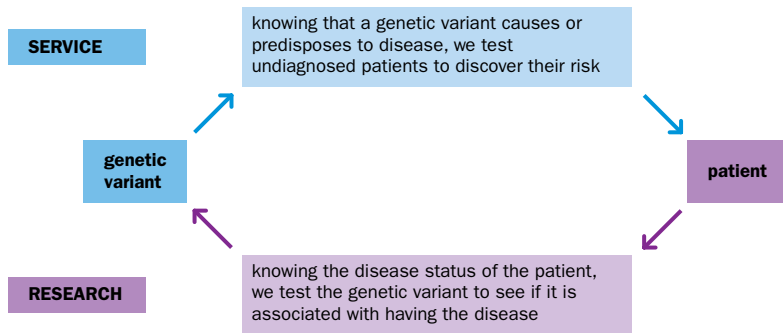 SERVICE
knowing that a genetic variant causes or
predisposes to disease, we test
undiagnosed patients to discover their risk
genetic
variant
patient
RESEARCH
knowing the disease status of the patient,
we test the genetic variant to see if it is
associated with having the disease